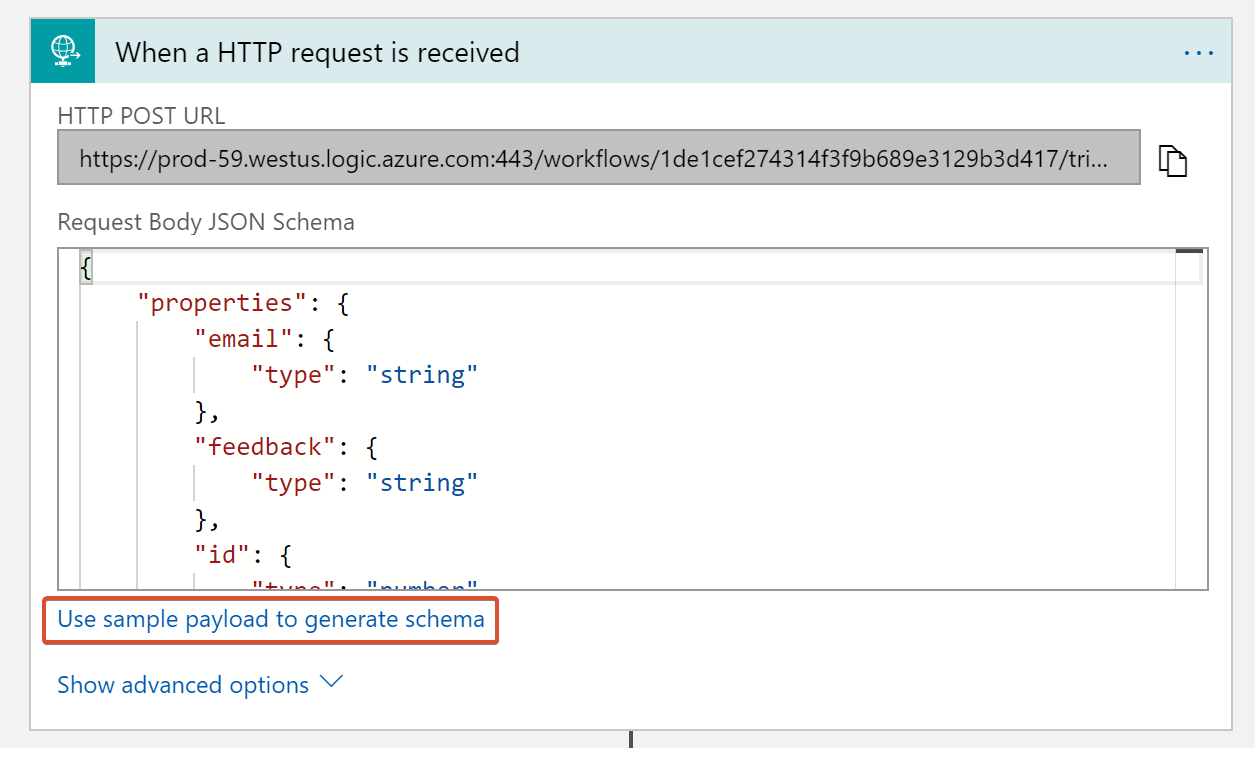 When a HTTP request is received
...
HTTP POST URL
https://prod-59.westus.logic.azure.com:443/workflows/1de1cef274314f3f9b689e3129b3d417/tri...
Request Body JSON Schema
{
"properties": {
"email": {
"type": "string"
},
"feedback": {
"type": "string"
},
"id": {
"type": "number"
Use sample payload to generate schema
Show advanced options